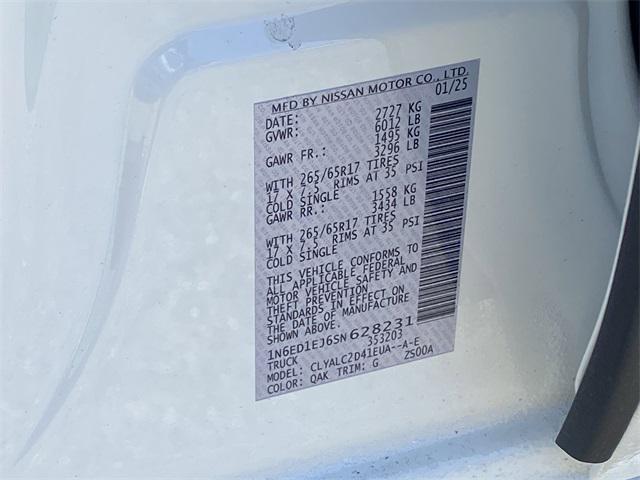 MFD BY NISSAN MOTOR CO., LTD.
DATE: 01/25
GVWR: 2727 KG
6012 LB
GAWR FR.: 1495 KG
3296 LB
WITH 265/65R17 TIRES
17 X 7.5 RIMS AT 35 PSI
COLD SINGLE
GAWR RR.: 1558 KG
3434 LB
WITH 265/65R17 TIRES
17 X 7.5 RIMS AT 35 PSI
COLD SINGLE
THIS VEHICLE CONFORMS TO
ALL APPLICABLE FEDERAL
MOTOR VEHICLE SAFETY AND
THEFT PREVENTION
STANDARDS IN EFFECT ON
THE DATE OF MANUFACTURE
SHOWN ABOVE.
1N6ED1EJ6SN628231
TRUCK 353203
MODEL: CLYALC2D41EUA--A-E
COLOR: QAK TRIM: G ZS00A